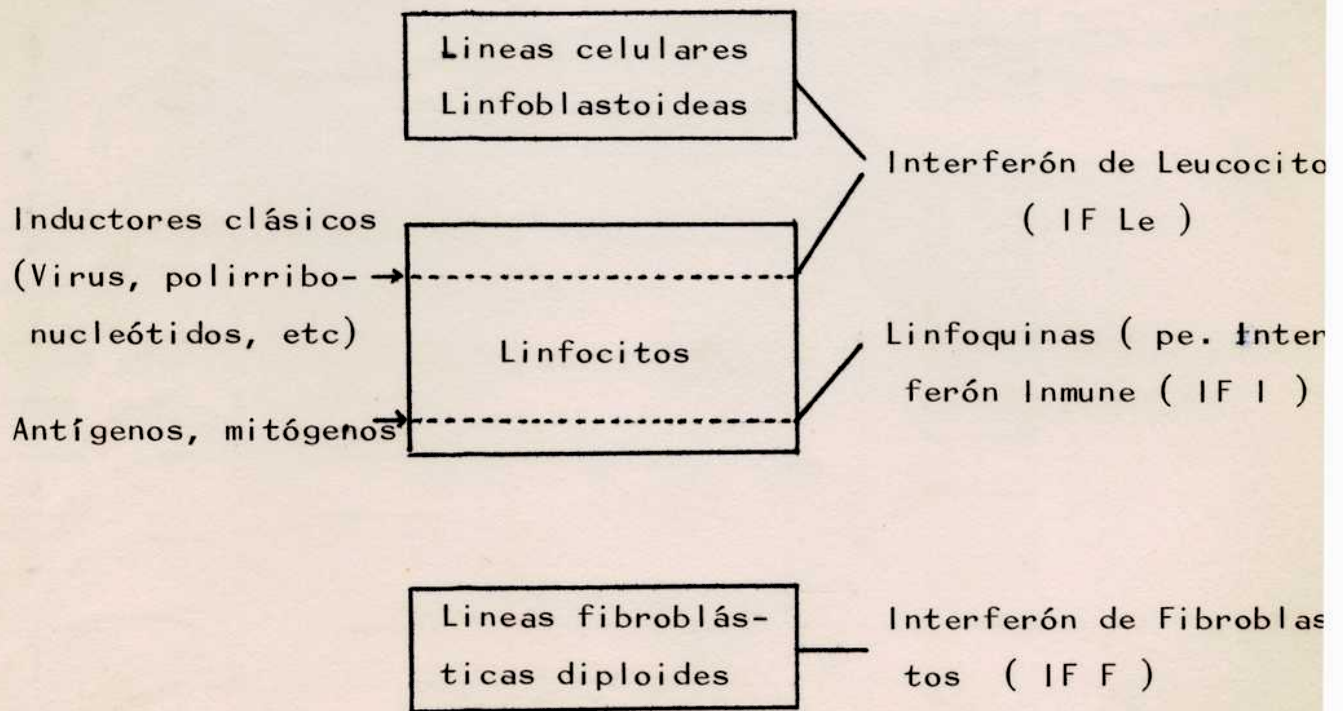 Lineas celulares
Linfoblastoideas
Interferón de Leucocito
( IF Le )
Inductores clásicos
(Virus, polirribo-
nucleótidos, etc)
Linfocitos
Linfoquinas ( pe. Inter
ferón Inmune ( IF I )
Antígenos, mitógenos
Lineas fibroblás-
ticas diploides
Interferón de Fibroblas
tos ( IF F )